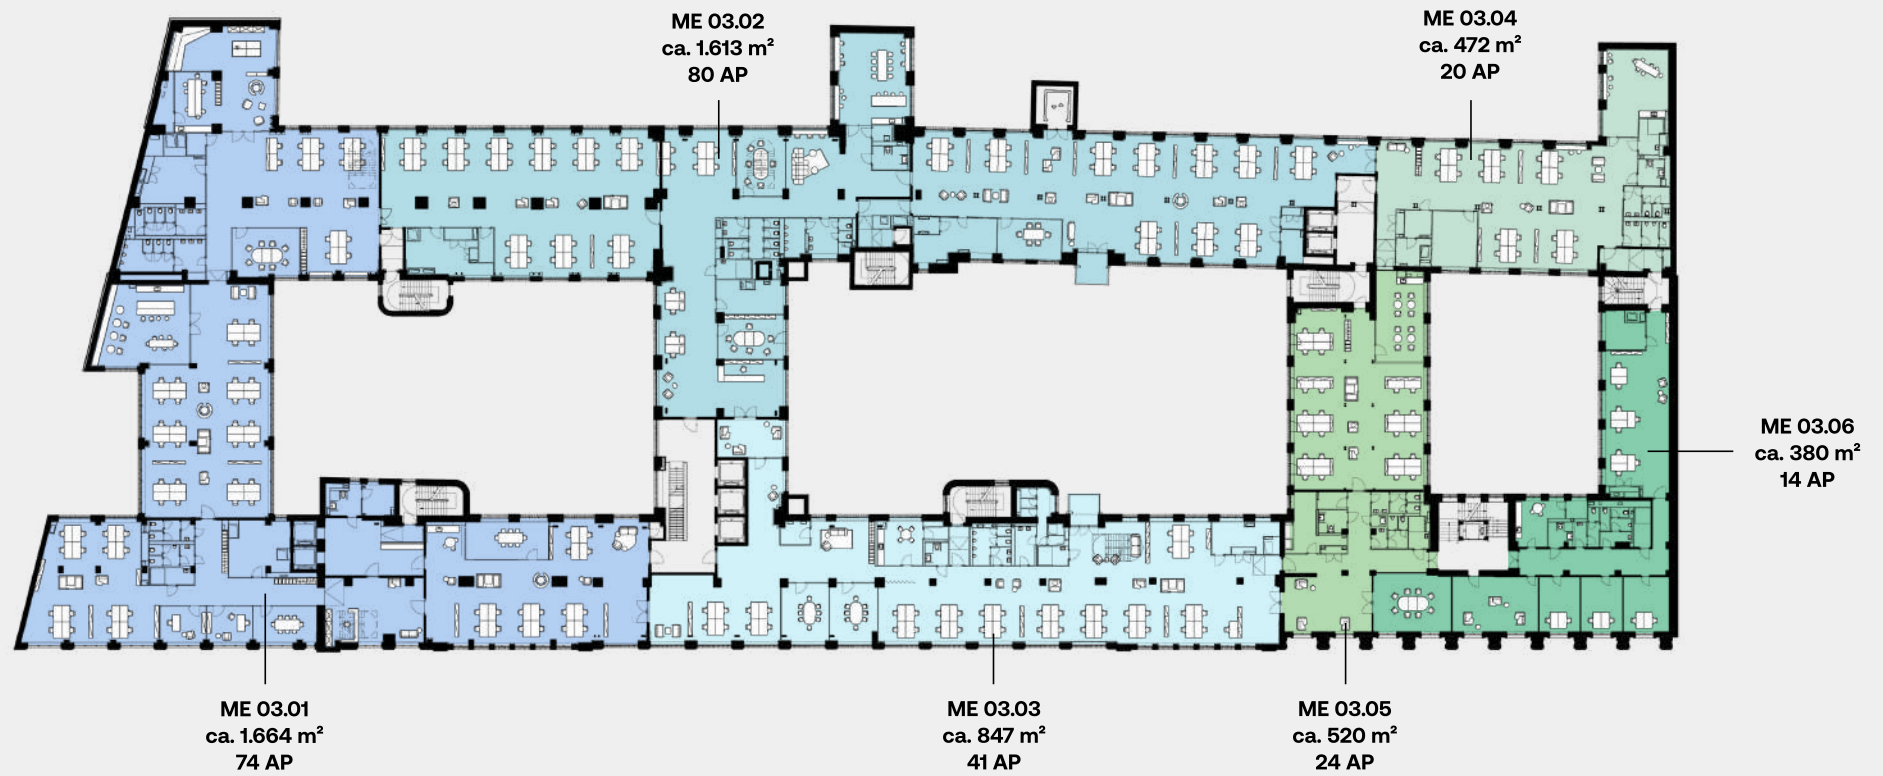 ME 03.02
ca. 1.613 m²
80 AP
ME 03.04
ca. 472 m²
20 AP
ME 03.06
ca. 380 m²
14 AP
ME 03.01
ca. 1.664 m²
74 AP
ME 03.03
ca. 847 m²
41 AP
ME 03.05
ca. 520 m²
24 AP